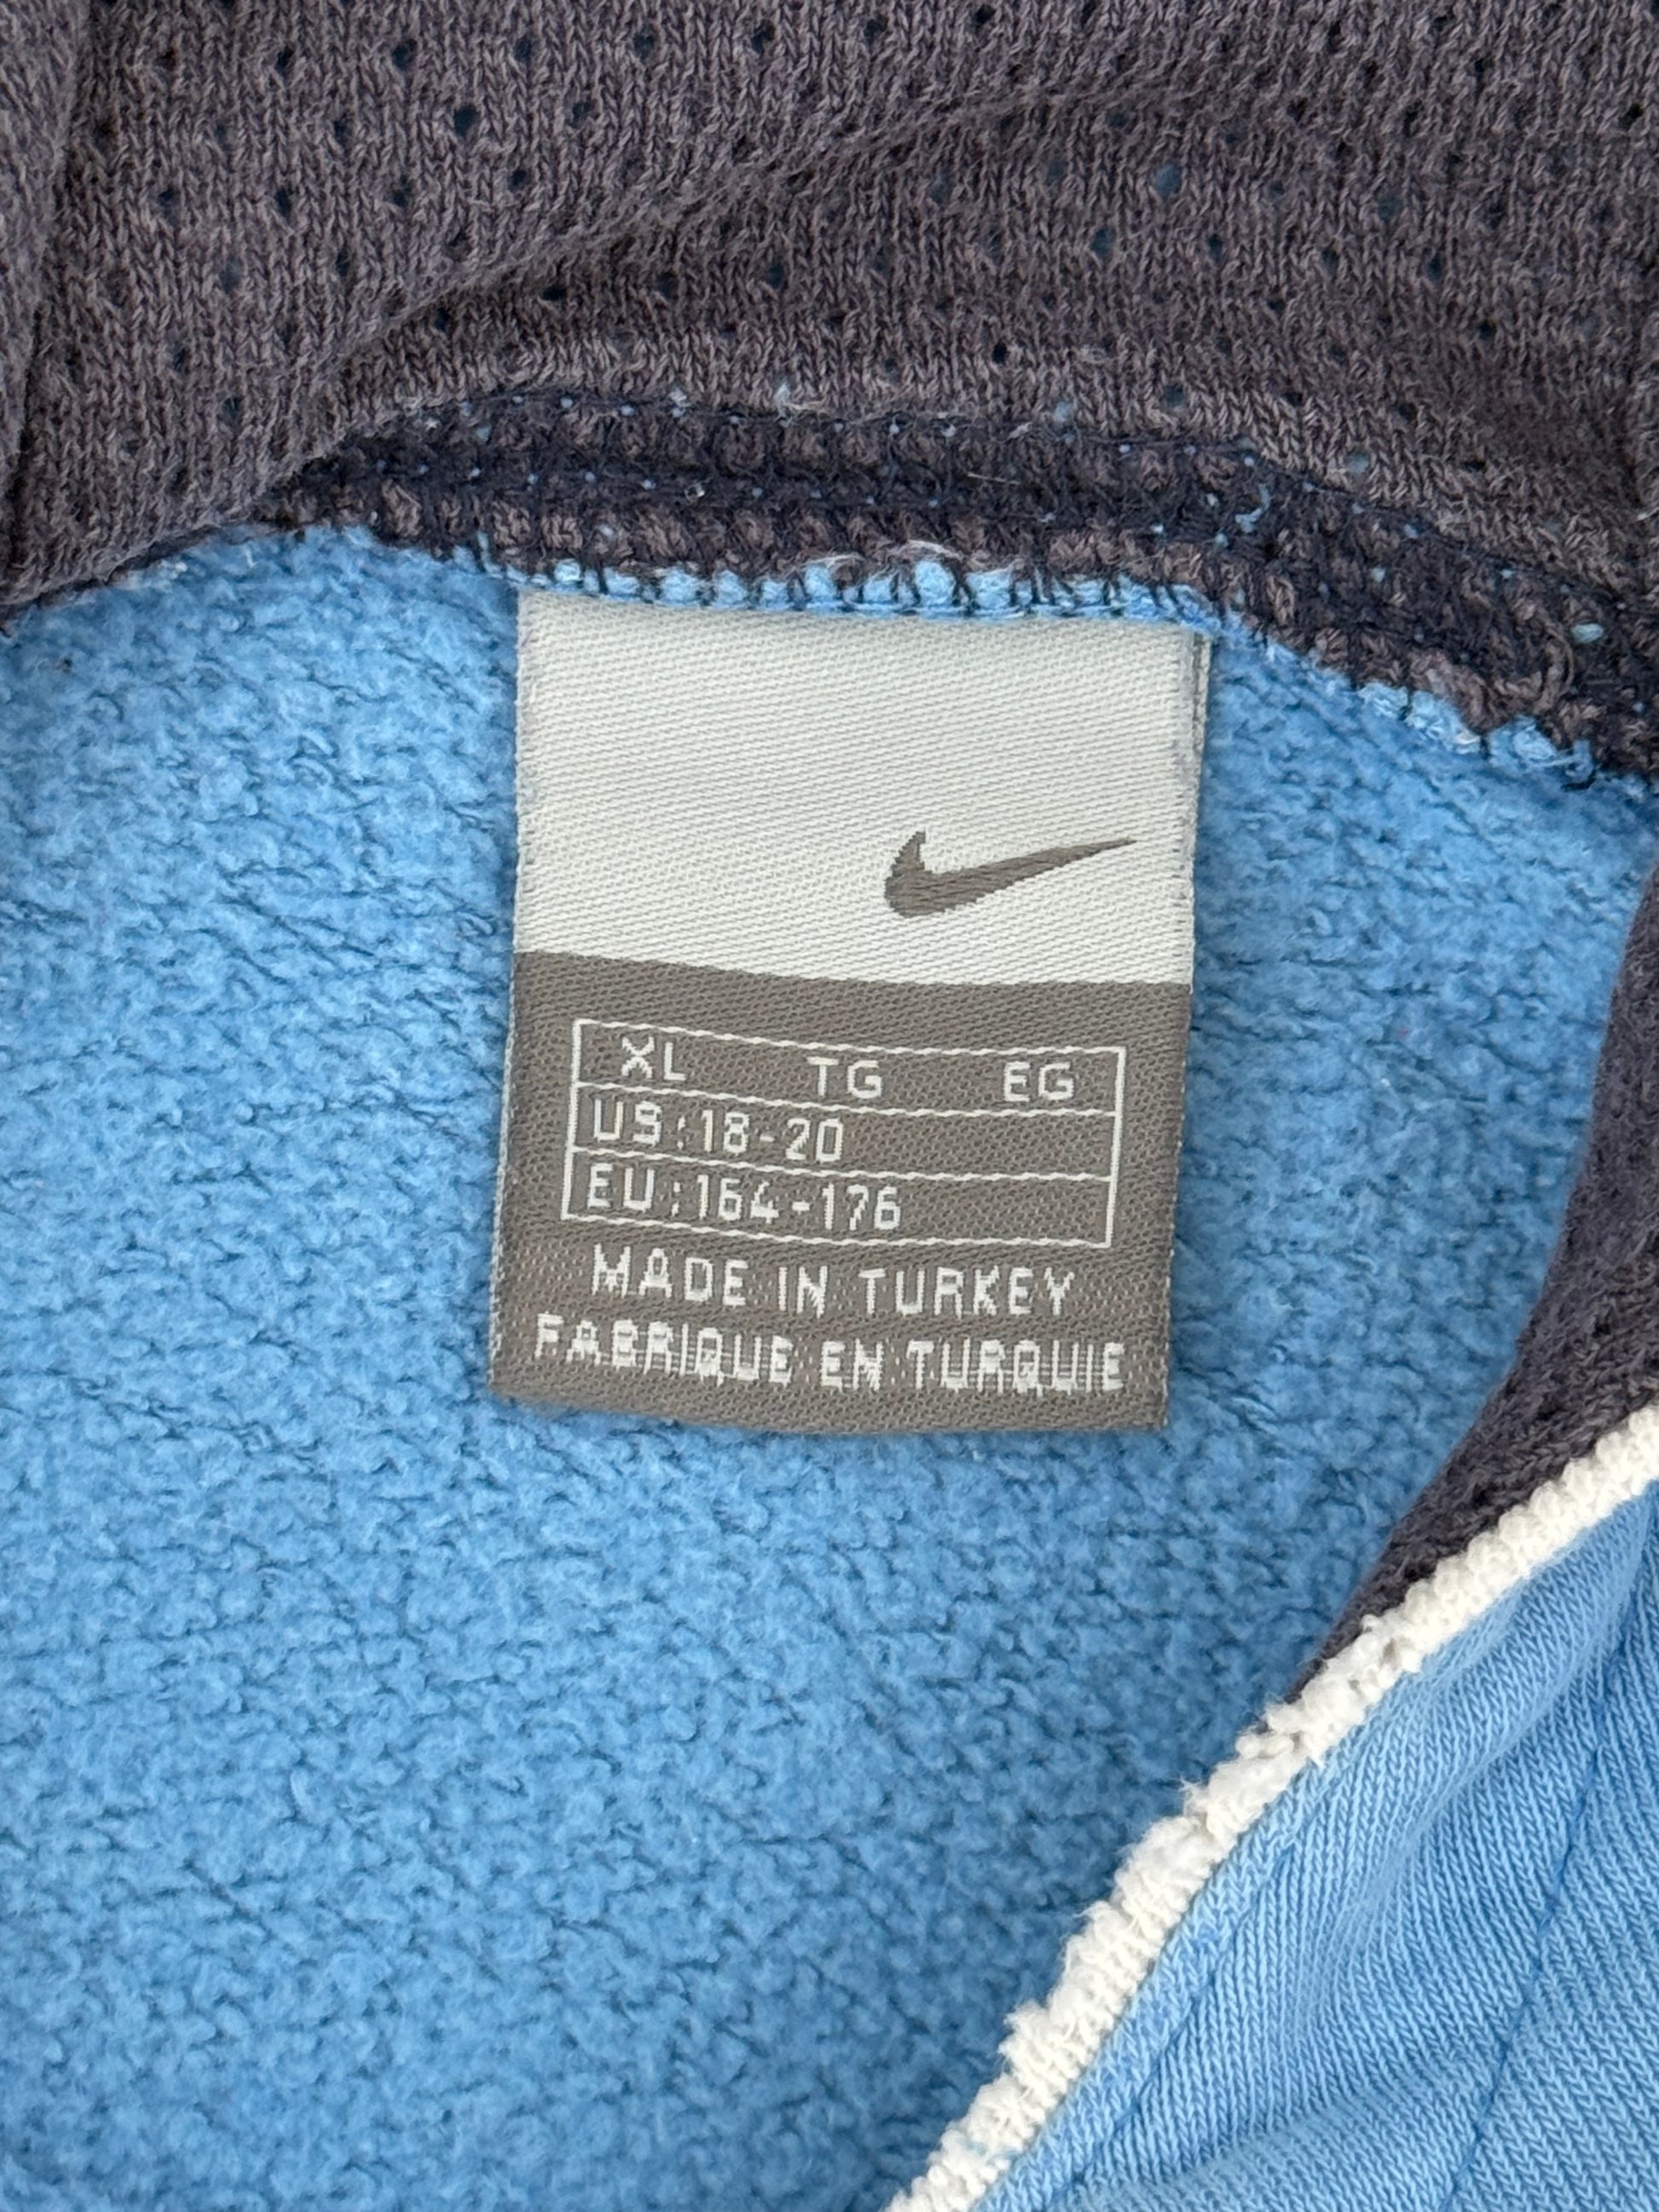 XL TG EG
US:18-20
EU:164-176
MADE IN TURKEY
FABRIQUE EN TURQUIE